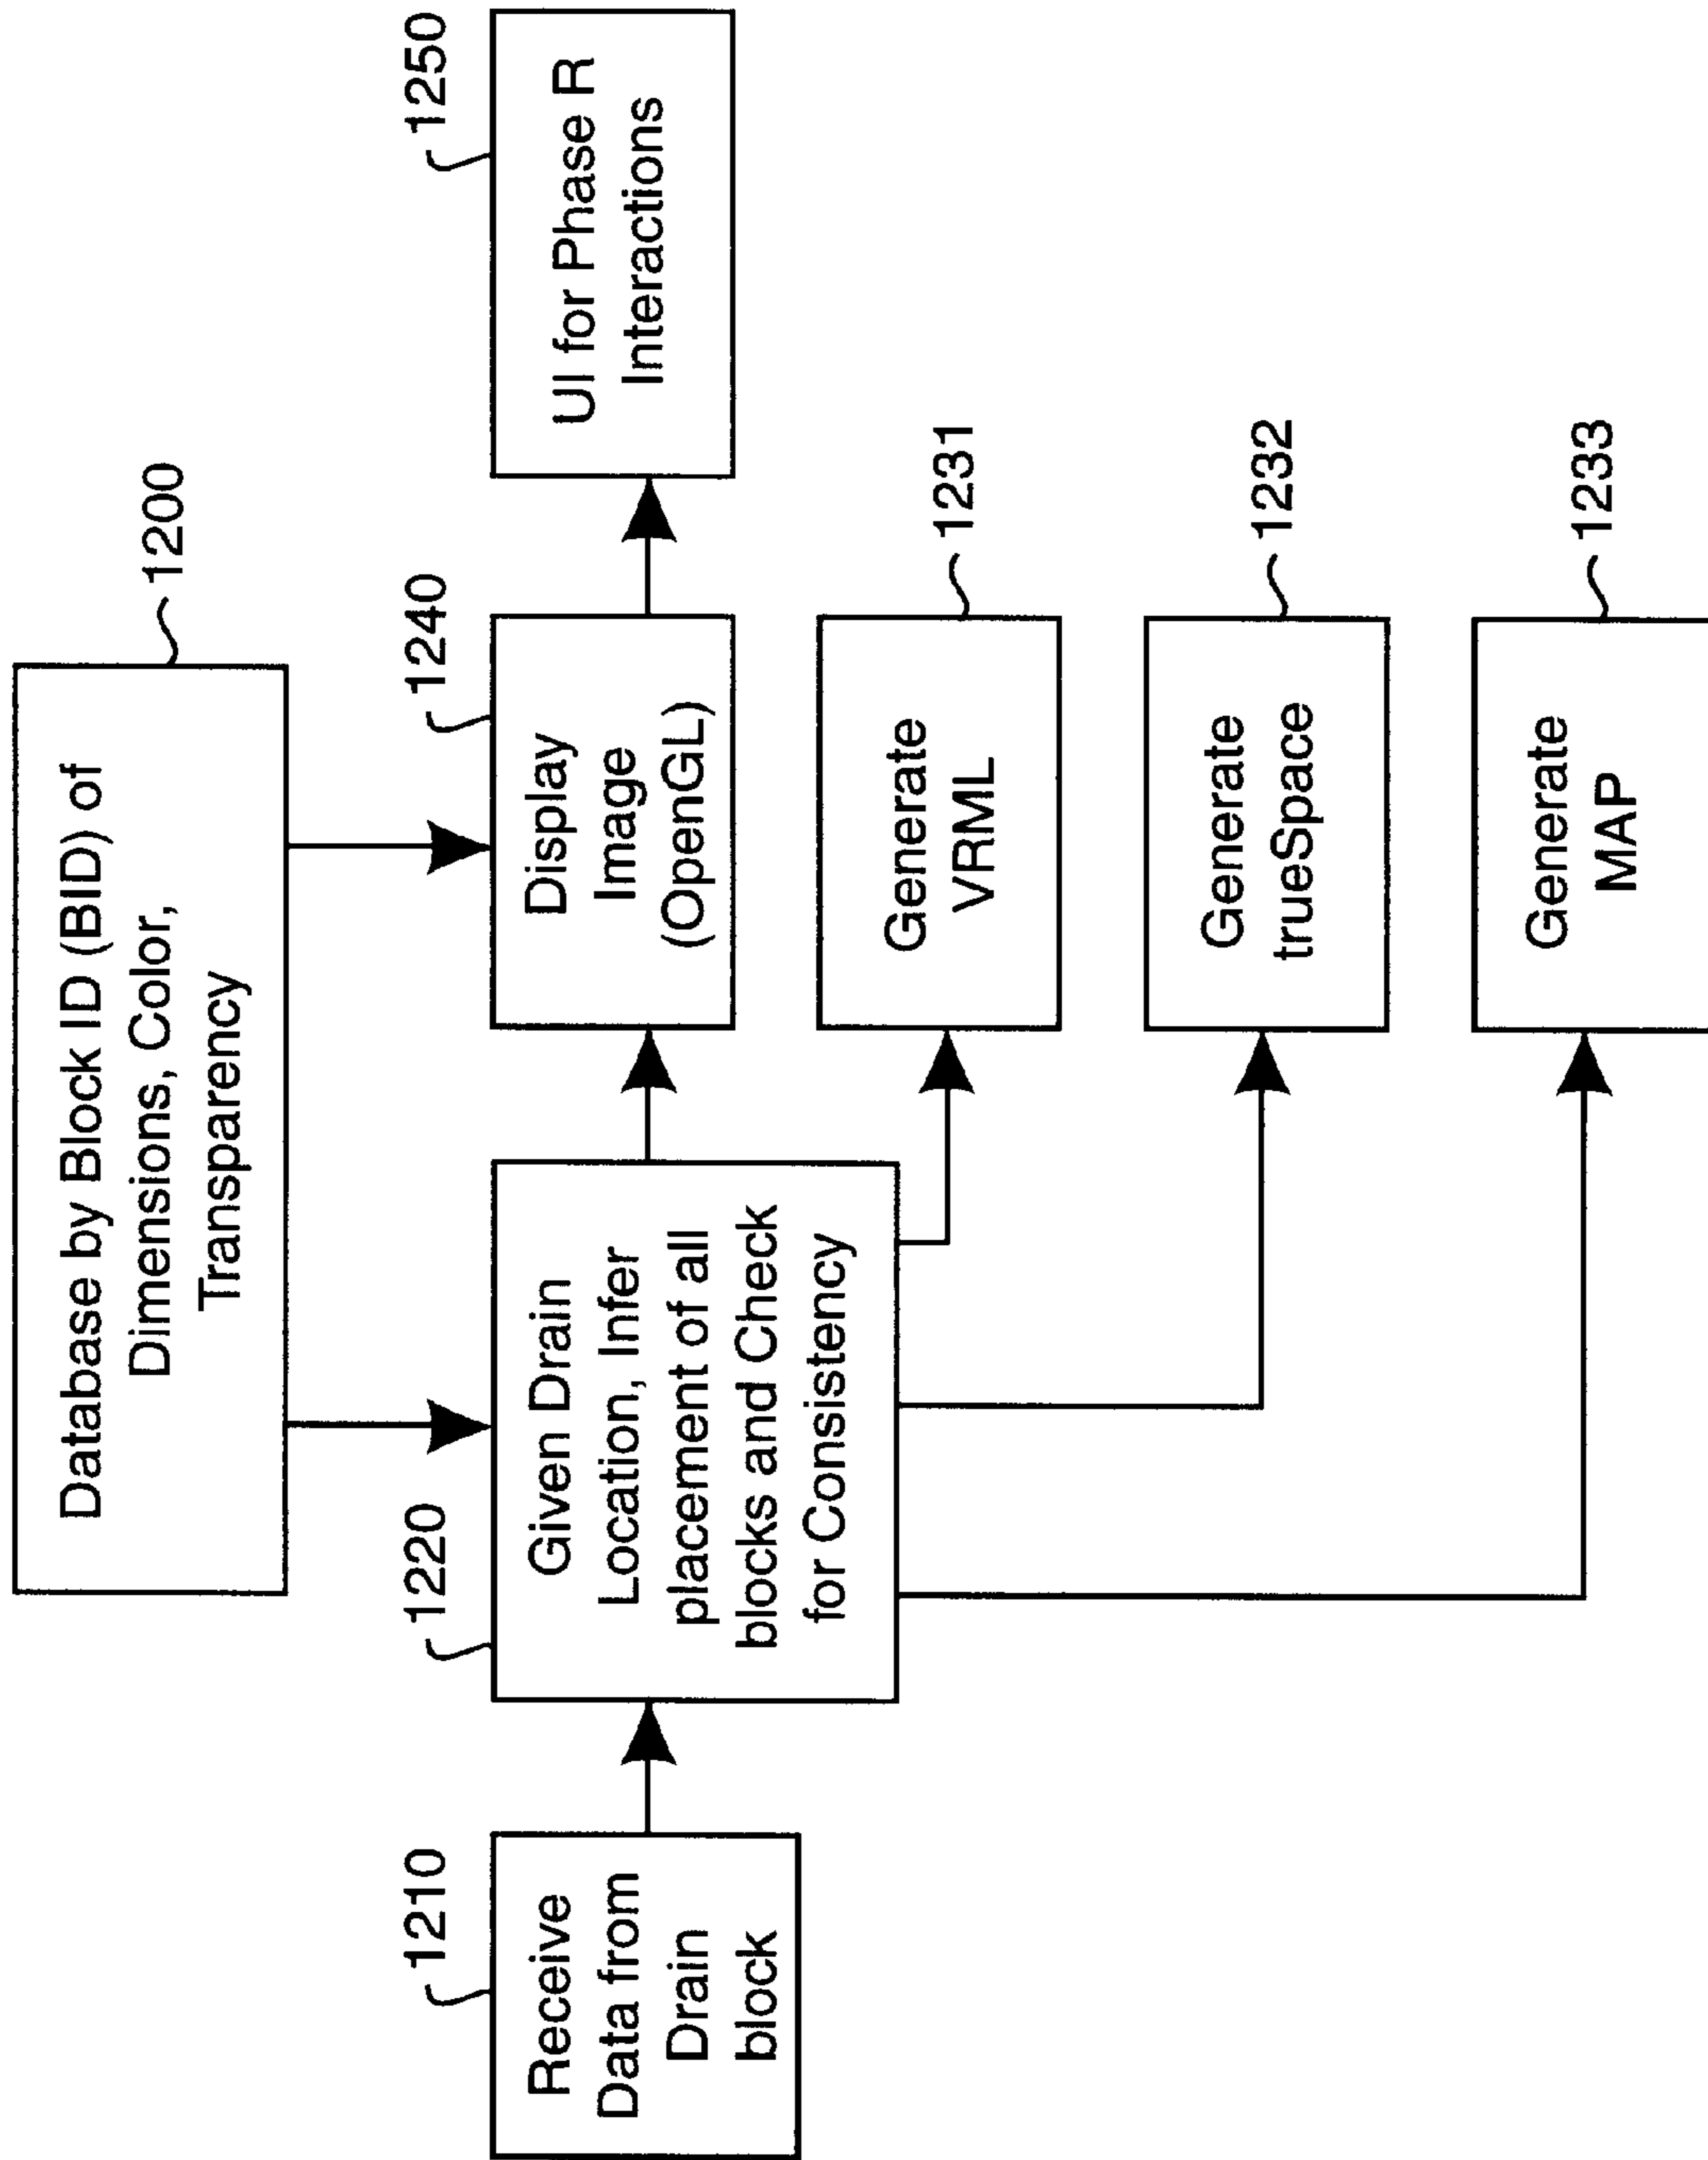 Database by Block ID (BID) of
Dimensions, Color,
Transparency
1200
1210
Receive
Data from
Drain
block
1220
Given Drain
Location, Infer
placement of all
blocks and Check
for Consistency
1240
Display
Image
(OpenGL)
1250
UI for Phase R
Interactions
Generate
VRML
1231
Generate
trueSpace
1232
Generate
MAP
1233